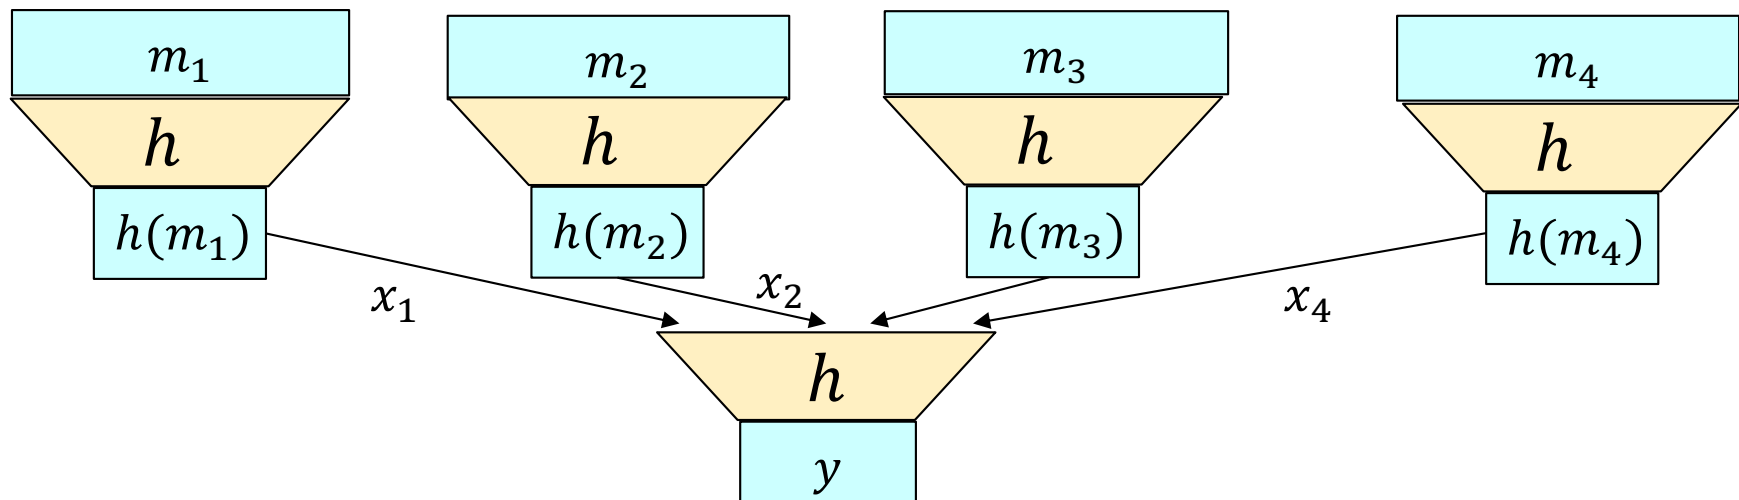 m₁ m₂ m₃ m₄
h h h h
h(m₁) h(m₂) h(m₃) h(m₄)
x₁ x₂ x₄
h
y